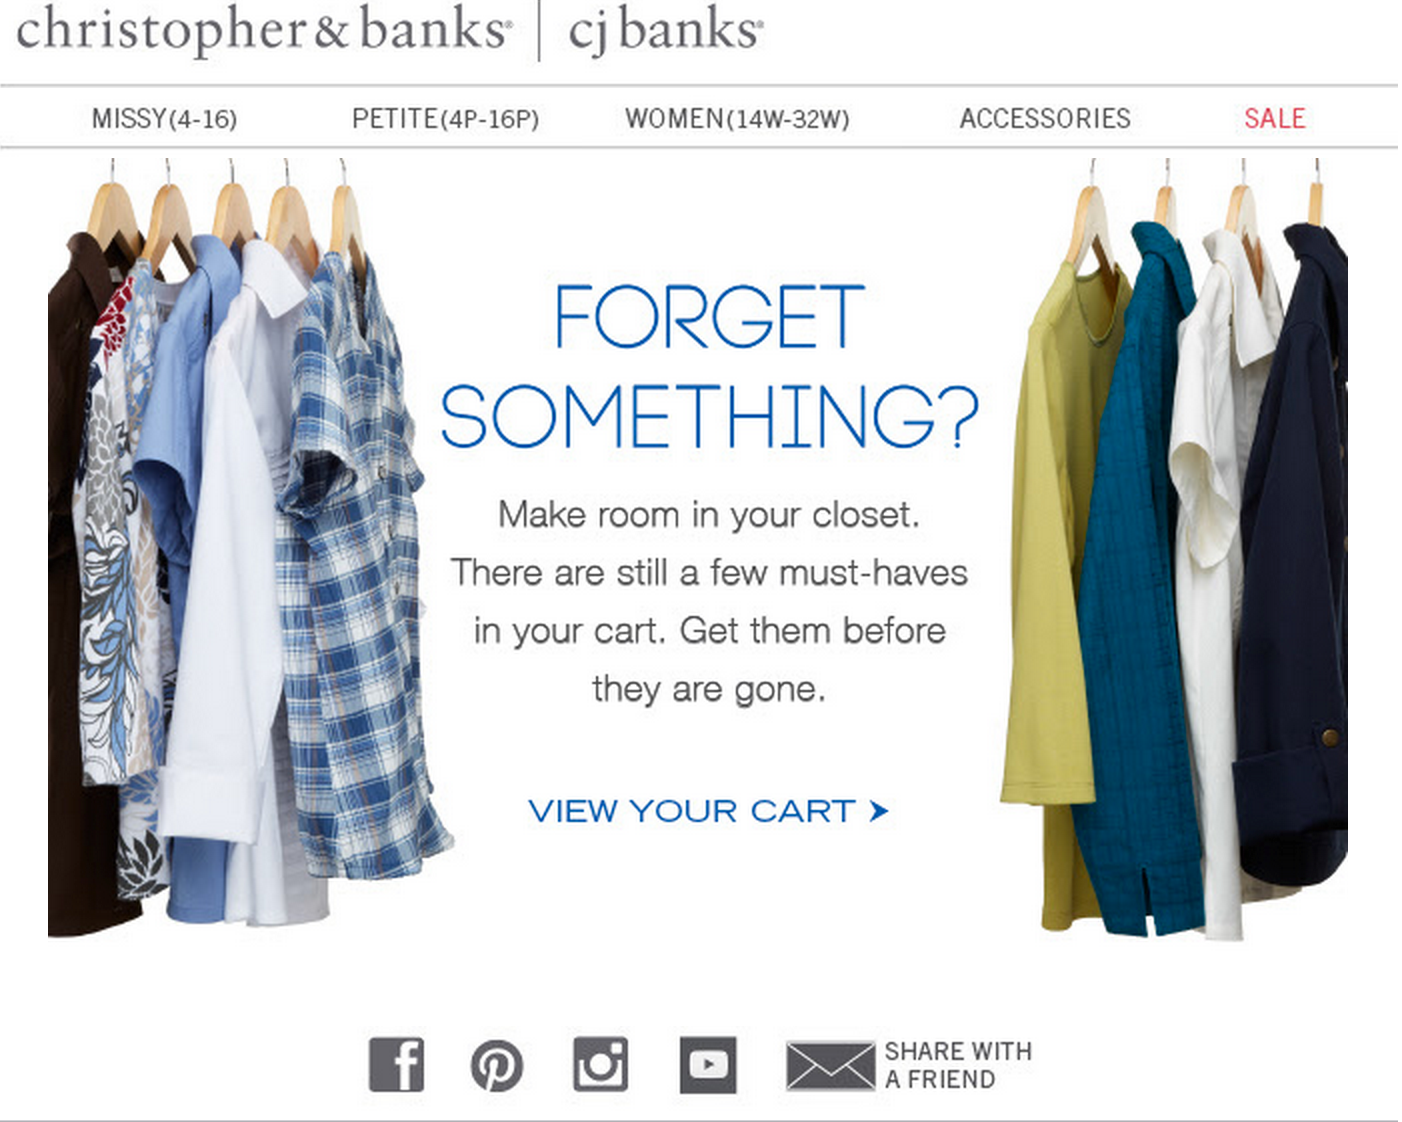 christopher & banks® | cj banks®
MISSY(4-16) PETITE(4P-16P) WOMEN(14W-32W) ACCESSORIES SALE
FORGET
SOMETHING?
Make room in your closet.
There are still a few must-haves
in your cart. Get them before
they are gone.
VIEW YOUR CART
SHARE WITH
A FRIEND